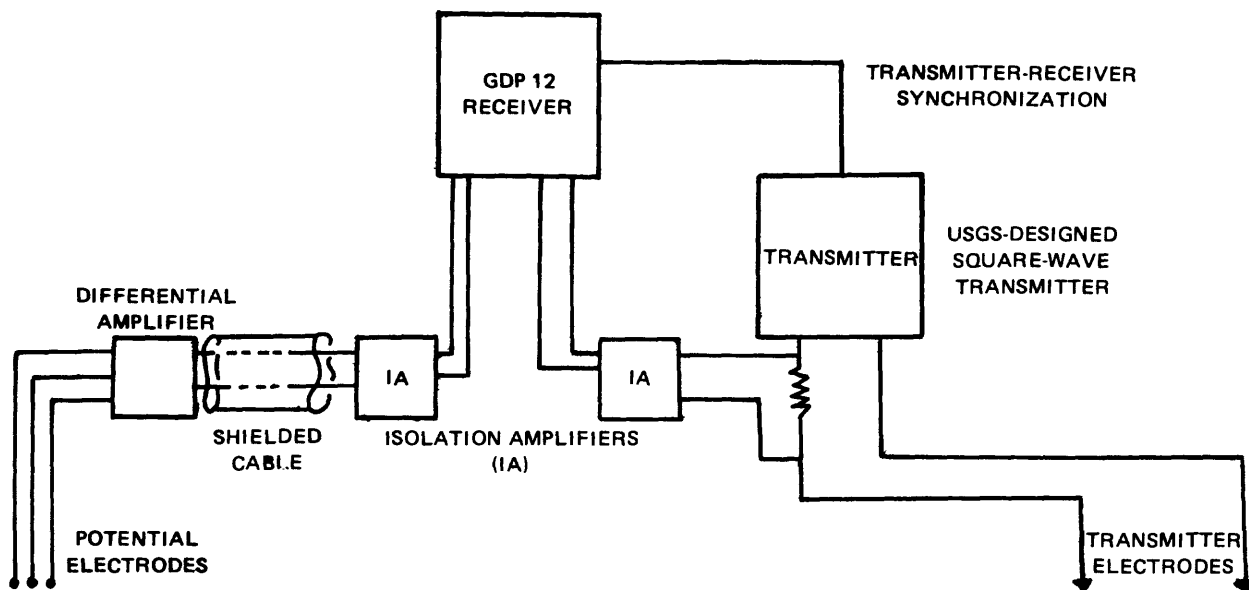 GDP 12
RECEIVER
TRANSMITTER-RECEIVER
SYNCHRONIZATION
TRANSMITTER
USGS-DESIGNED
SQUARE-WAVE
TRANSMITTER
DIFFERENTIAL
AMPLIFIER
IA
IA
SHIELDED
CABLE
ISOLATION AMPLIFIERS
(IA)
POTENTIAL
ELECTRODES
TRANSMITTER
ELECTRODES